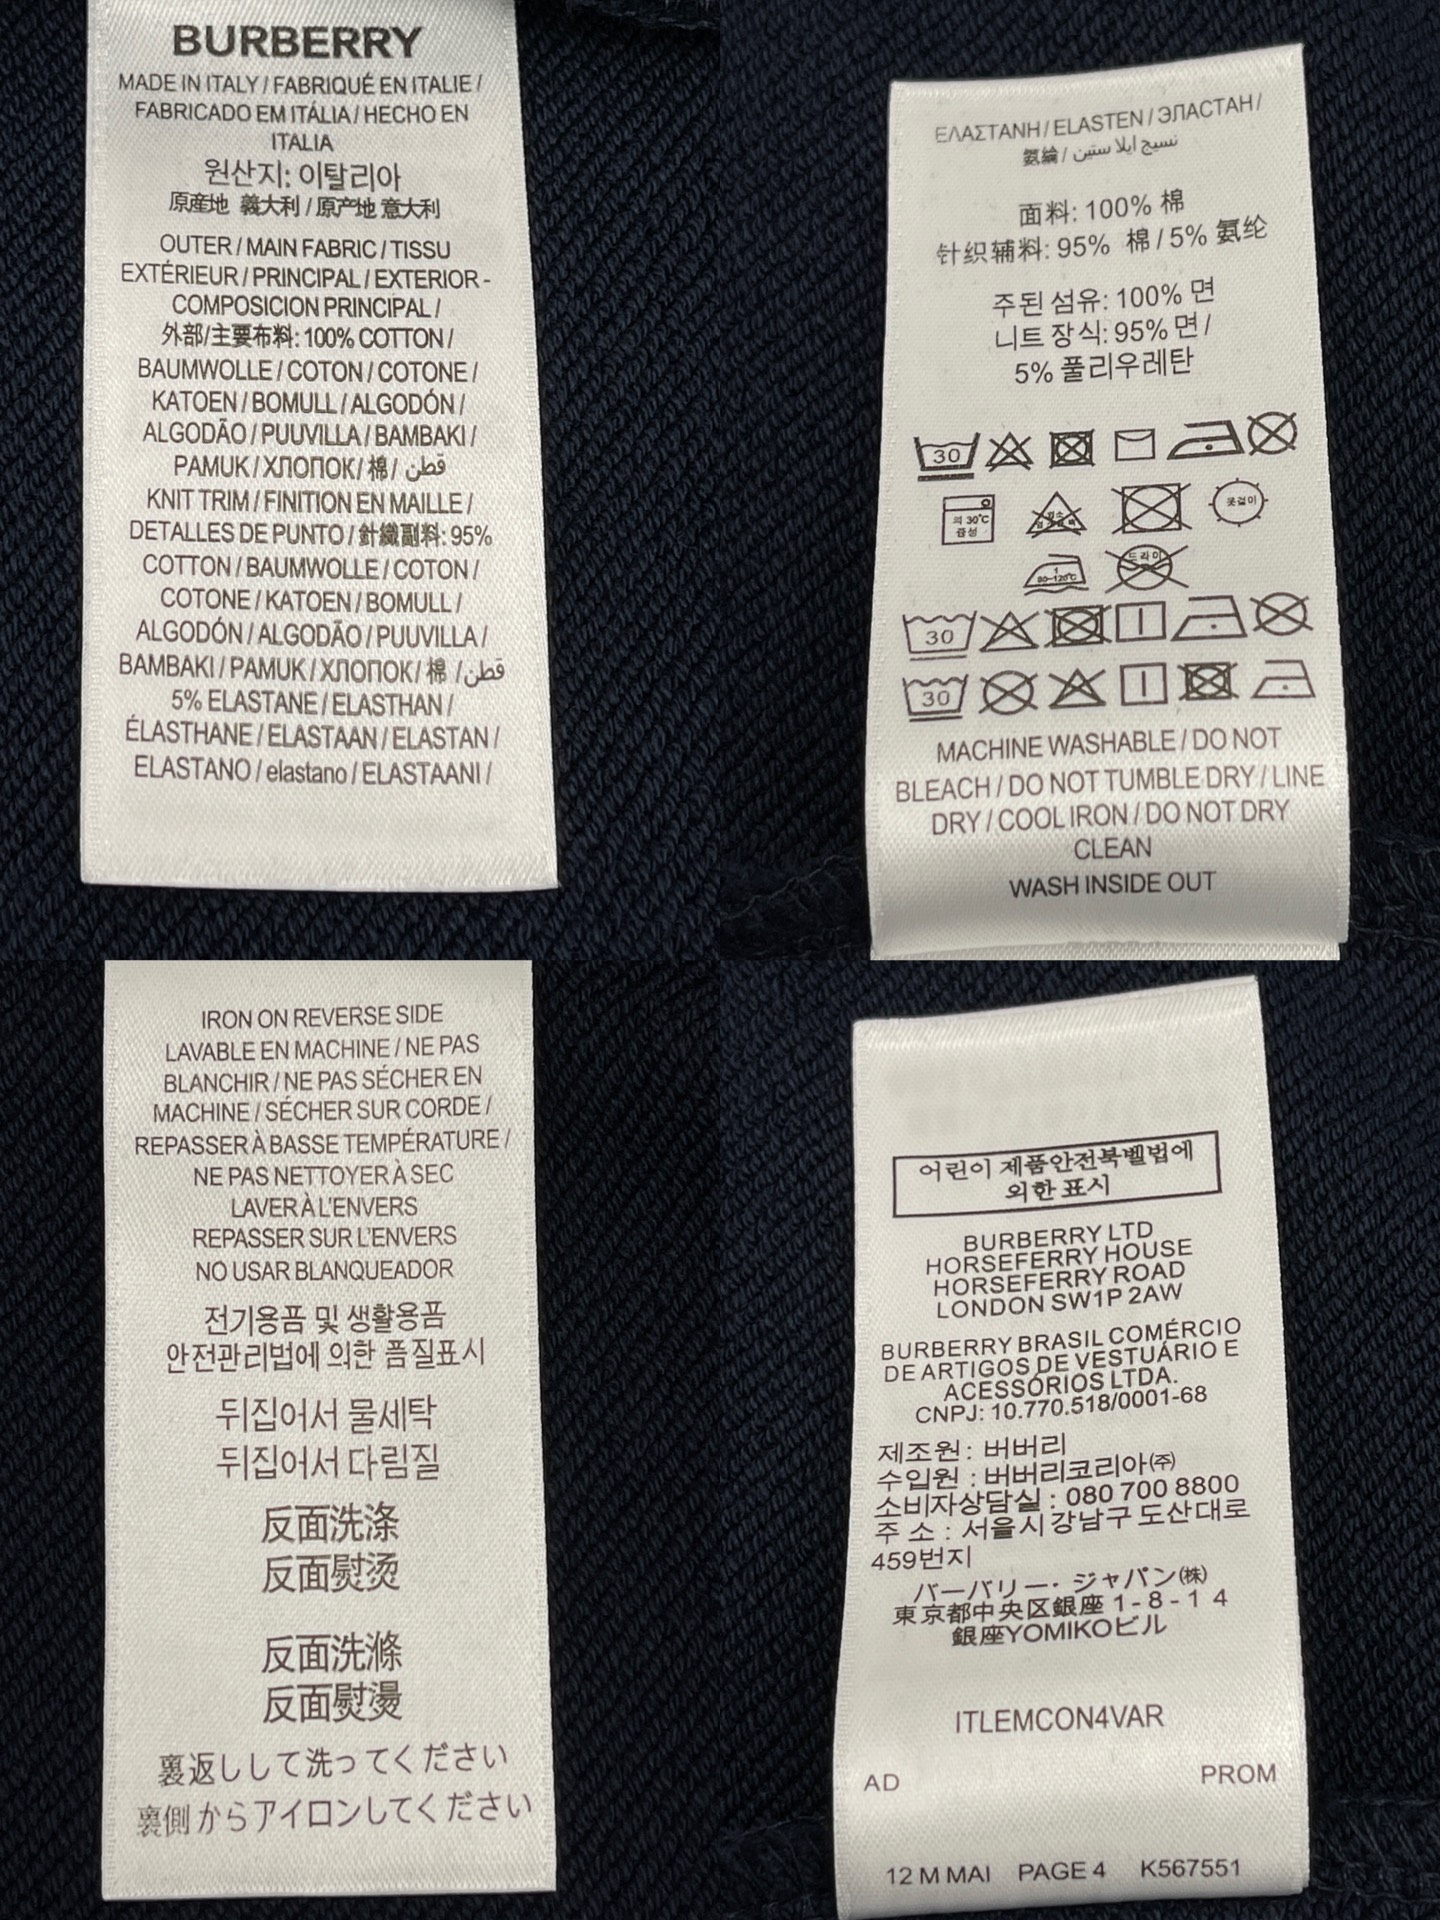 BURBERRY
MADE IN ITALY / FABRIQUÉ EN ITALIE /
FABRICADO EM ITÁLIA / HECHO EN
ITALIA
원산지: 이탈리아
原産地 義大利 / 原产地 意大利
OUTER / MAIN FABRIC / TISSU
EXTÉRIEUR / PRINCIPAL / EXTERIOR -
COMPOSICION PRINCIPAL /
外部/主要布料: 100% COTTON /
BAUMWOLLE / COTON / COTONE /
KATOEN / BOMULL / ALGODÓN /
ALGODÃO / PUUVILLA / BAMBAKI /
PAMUK / ХЛОПОК / 棉 / قطن
KNIT TRIM / FINITION EN MAILLE /
DETALLES DE PUNTO / 針織副料: 95%
COTTON / BAUMWOLLE / COTON /
COTONE / KATOEN / BOMULL /
ALGODÓN / ALGODÃO / PUUVILLA /
BAMBAKI / PAMUK / ХЛОПОК / 棉 / قطن
5% ELASTANE / ELASTHAN /
ÉLASTHANE / ELASTAAN / ELASTAN /
ELASTANO / elastano / ELASTAANI /
ΕΛΑΣΤΑΝΗ / ELASTEN / ЭЛАСТАН /
氨綸 / نسيج ايلا ستين
面料: 100% 棉
针织辅料: 95% 棉 / 5% 氨纶
주된 섬유: 100% 면
니트 장식: 95% 면 /
5% 폴리우레탄
30
약 30°C
중성
옷걸이
1
80~120°C
드라이
30
30
MACHINE WASHABLE / DO NOT
BLEACH / DO NOT TUMBLE DRY / LINE
DRY / COOL IRON / DO NOT DRY
CLEAN
WASH INSIDE OUT
IRON ON REVERSE SIDE
LAVABLE EN MACHINE / NE PAS
BLANCHIR / NE PAS SÉCHER EN
MACHINE / SÉCHER SUR CORDE /
REPASSER À BASSE TEMPÉRATURE /
NE PAS NETTOYER À SEC
LAVER À L'ENVERS
REPASSER SUR L'ENVERS
NO USAR BLANQUEADOR
전기용품 및 생활용품
안전관리법에 의한 품질표시
뒤집어서 물세탁
뒤집어서 다림질
反面洗涤
反面熨烫
反面洗滌
反面熨燙
裏返しして洗ってください
裏側からアイロンしてください
어린이 제품안전특별법에
의한 표시
BURBERRY LTD
HORSEFERRY HOUSE
HORSEFERRY ROAD
LONDON SW1P 2AW
BURBERRY BRASIL COMÉRCIO
DE ARTIGOS DE VESTUÁRIO E
ACESSÓRIOS LTDA.
CNPJ: 10.770.518/0001-68
제조원 : 버버리
수입원 : 버버리코리아㈜
소비자상담실 : 080 700 8800
주 소 : 서울시 강남구 도산대로
459번지
バーバリー・ジャパン㈱
東京都中央区銀座 1 - 8 - 1 4
銀座YOMIKOビル
ITLEMCON4VAR
AD PROM
12 M MAI PAGE 4 K567551